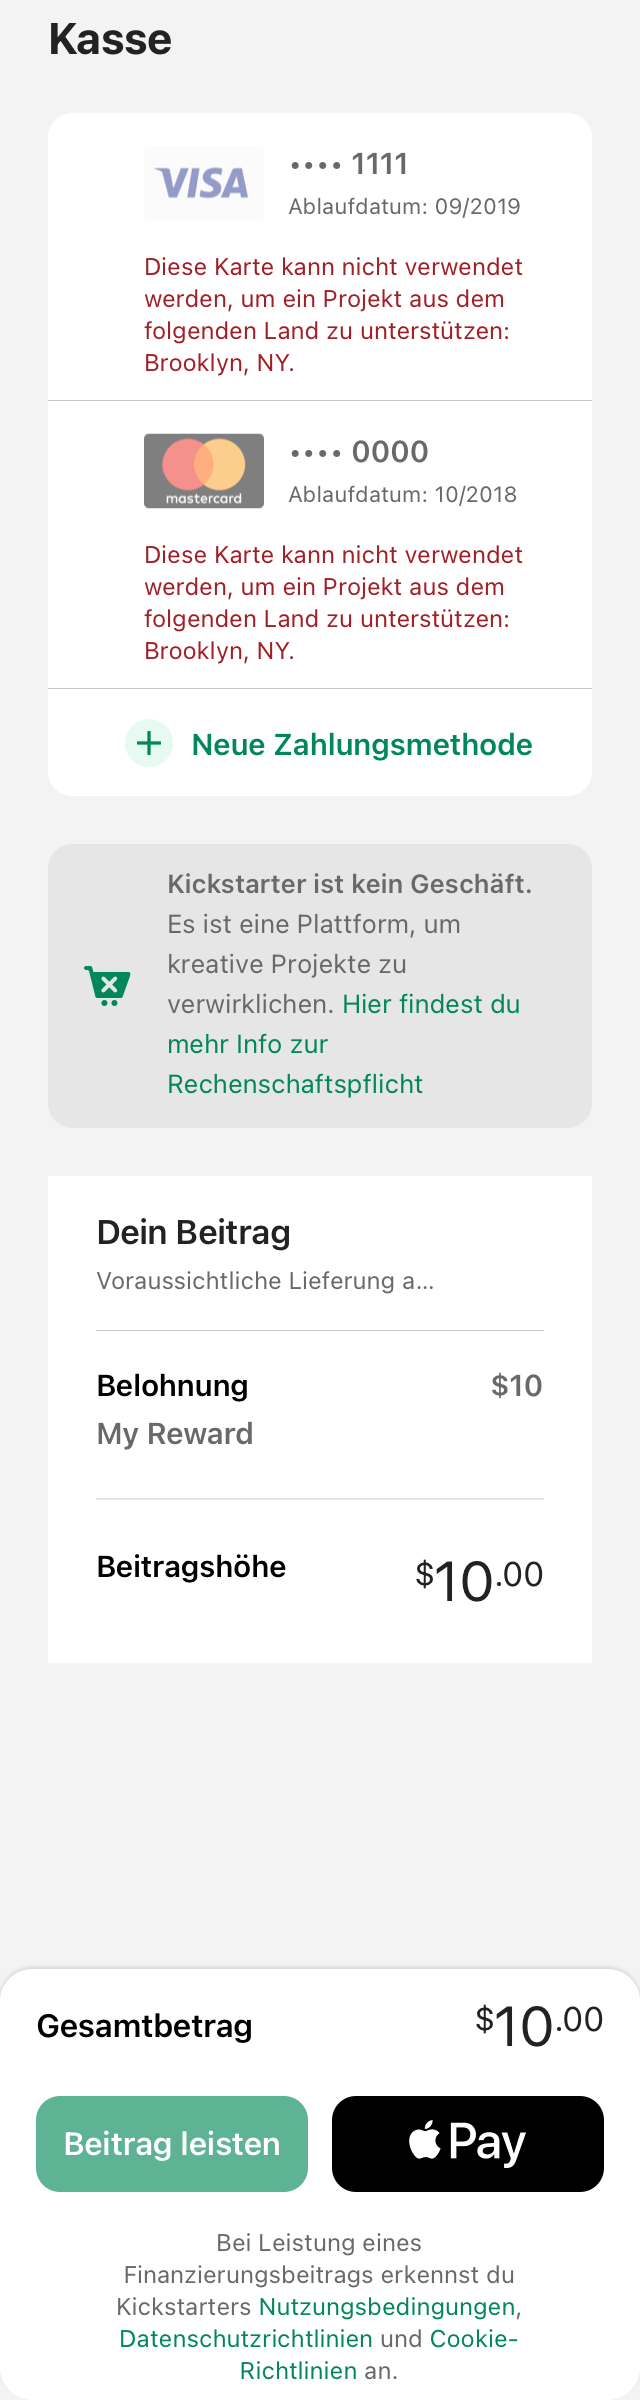 Kasse
VISA
•••• 1111
Ablaufdatum: 09/2019
Diese Karte kann nicht verwendet
werden, um ein Projekt aus dem
folgenden Land zu unterstützen:
Brooklyn, NY.
mastercard
•••• 0000
Ablaufdatum: 10/2018
Diese Karte kann nicht verwendet
werden, um ein Projekt aus dem
folgenden Land zu unterstützen:
Brooklyn, NY.
+ Neue Zahlungsmethode
Kickstarter ist kein Geschäft.
Es ist eine Plattform, um
kreative Projekte zu
verwirklichen. Hier findest du
mehr Info zur
Rechenschaftspflicht
Dein Beitrag
Voraussichtliche Lieferung a...
Belohnung $10
My Reward
Beitragshöhe $10.00
Gesamtbetrag $10.00
Beitrag leisten
Pay
Bei Leistung eines
Finanzierungsbeitrags erkennst du
Kickstarters Nutzungsbedingungen,
Datenschutzrichtlinien und Cookie-
Richtlinien an.